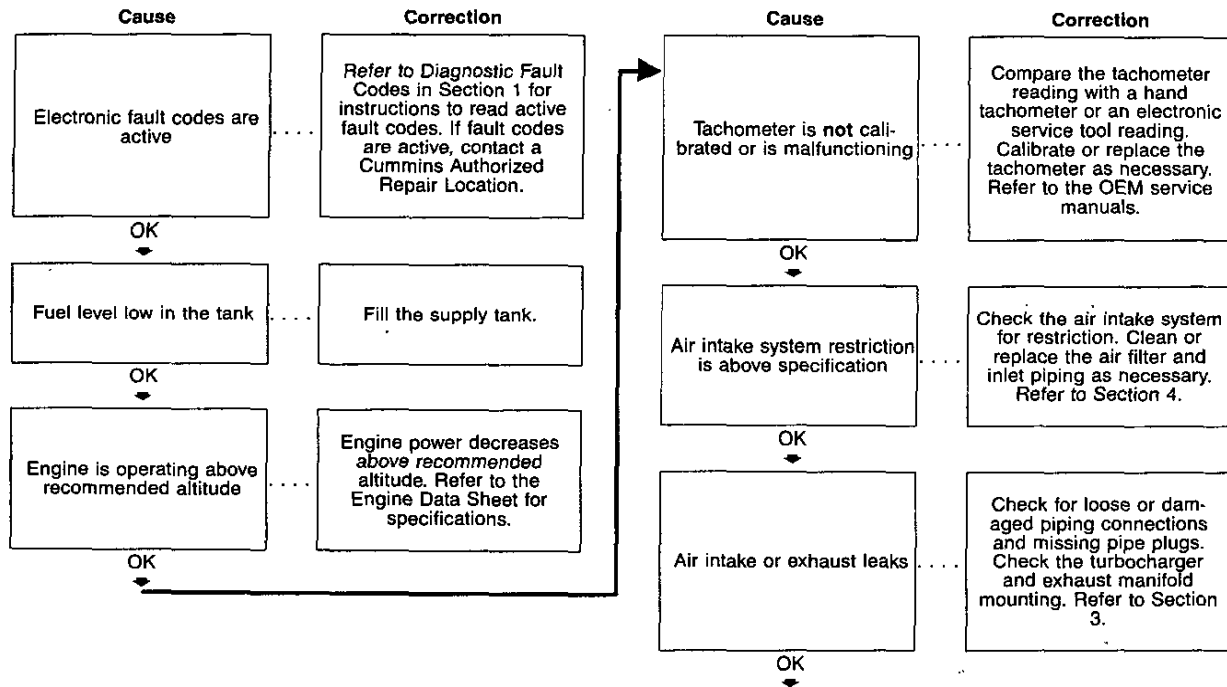 Cause
Correction
Electronic fault codes are
active
. . . .
Refer to Diagnostic Fault
Codes in Section 1 for
instructions to read active
fault codes. If fault codes
are active, contact a
Cummins Authorized
Repair Location.
OK
Fuel level low in the tank
. . . .
Fill the supply tank.
OK
Engine is operating above
recommended altitude
. . . .
Engine power decreases
above recommended
altitude. Refer to the
Engine Data Sheet for
specifications.
OK
Cause
Correction
Tachometer is not cali-
brated or is malfunctioning
. . . .
Compare the tachometer
reading with a hand
tachometer or an electronic
service tool reading.
Calibrate or replace the
tachometer as necessary.
Refer to the OEM service
manuals.
OK
Air intake system restriction
is above specification
. . . .
Check the air intake system
for restriction. Clean or
replace the air filter and
inlet piping as necessary.
Refer to Section 4.
OK
Air intake or exhaust leaks
. . . .
Check for loose or dam-
aged piping connections
and missing pipe plugs.
Check the turbocharger
and exhaust manifold
mounting. Refer to Section
3.
OK